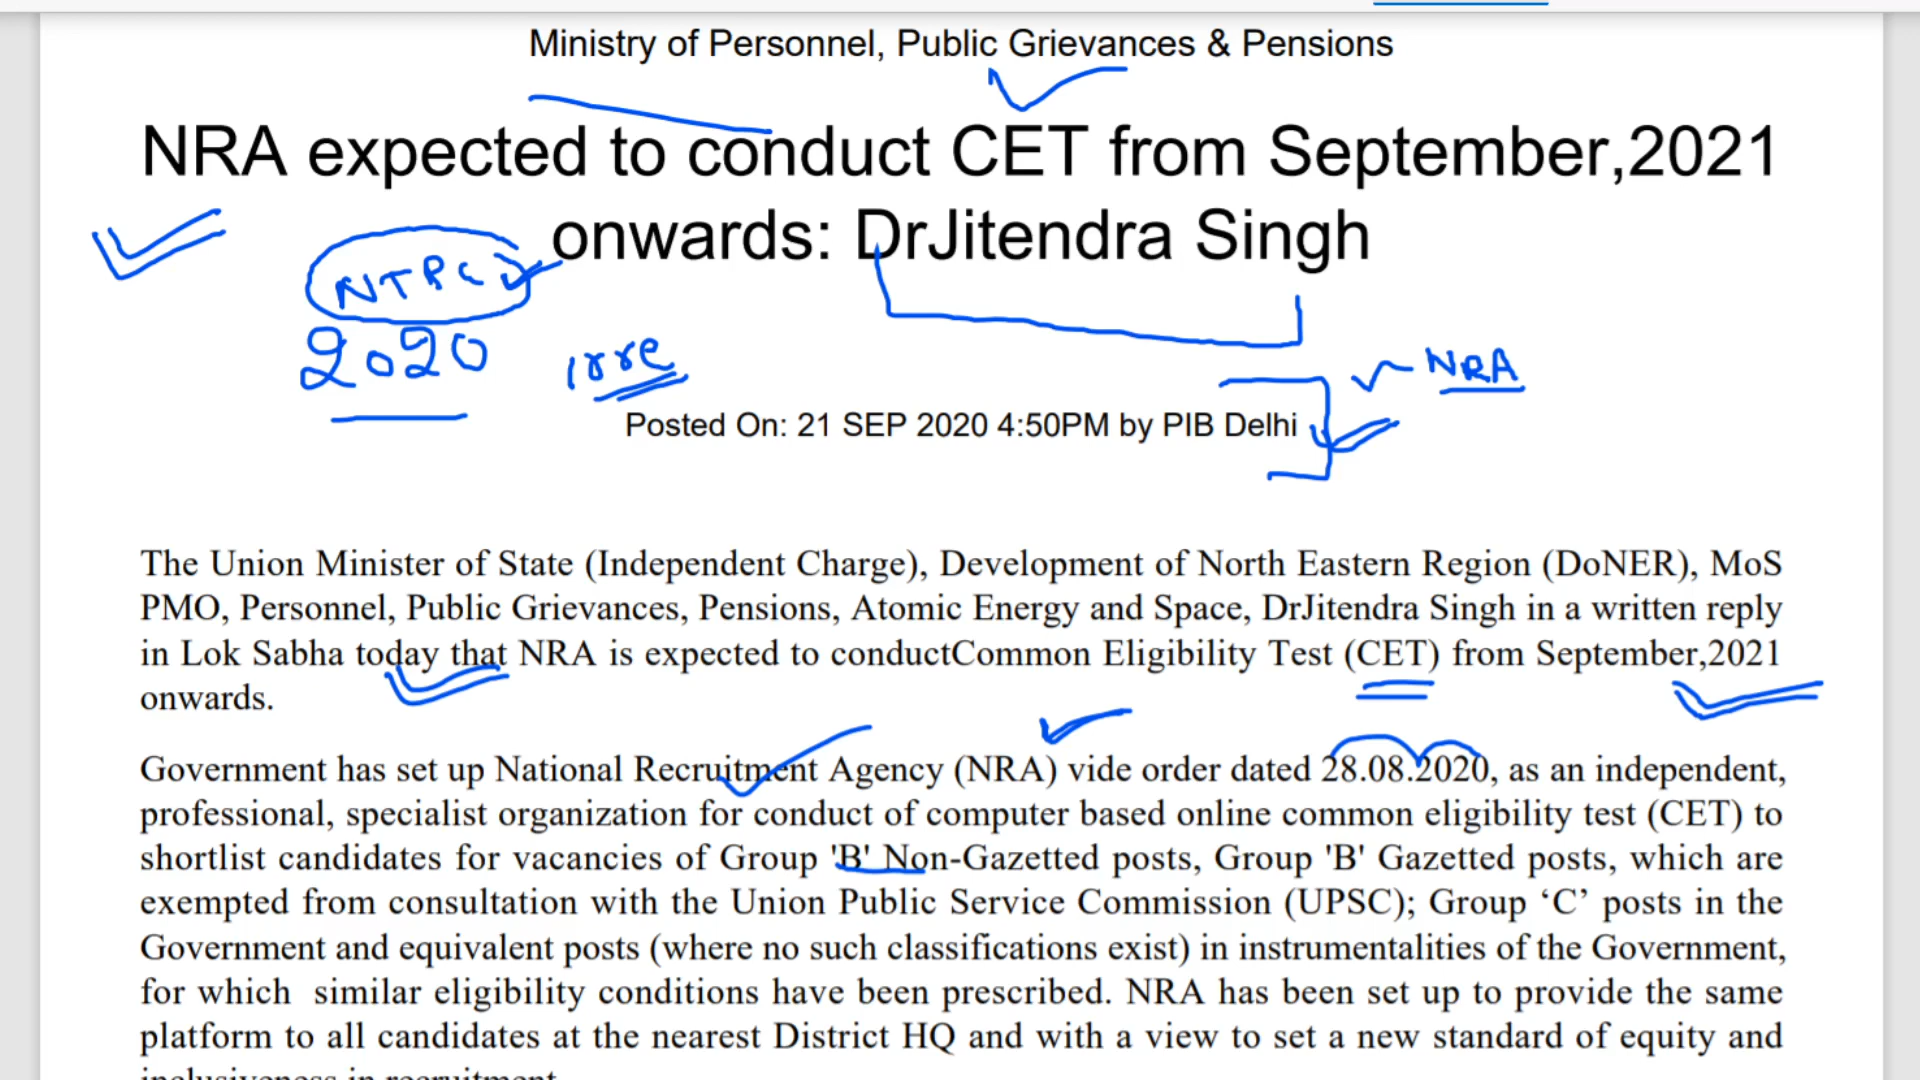 Ministry of Personnel, Public Grievances & Pensions
NRA expected to conduct CET from September,2021
onwards: DrJitendra Singh
NTPC
2020
NRA
Posted On: 21 SEP 2020 4:50PM by PIB Delhi
The Union Minister of State (Independent Charge), Development of North Eastern Region (DoNER), MoS
PMO, Personnel, Public Grievances, Pensions, Atomic Energy and Space, DrJitendra Singh in a written reply
in Lok Sabha today that NRA is expected to conductCommon Eligibility Test (CET) from September,2021
onwards.
Government has set up National Recruitment Agency (NRA) vide order dated 28.08.2020, as an independent,
professional, specialist organization for conduct of computer based online common eligibility test (CET) to
shortlist candidates for vacancies of Group 'B' Non-Gazetted posts, Group 'B' Gazetted posts, which are
exempted from consultation with the Union Public Service Commission (UPSC); Group ‘C’ posts in the
Government and equivalent posts (where no such classifications exist) in instrumentalities of the Government,
for which similar eligibility conditions have been prescribed. NRA has been set up to provide the same
platform to all candidates at the nearest District HQ and with a view to set a new standard of equity and
inclusiveness in recruitment